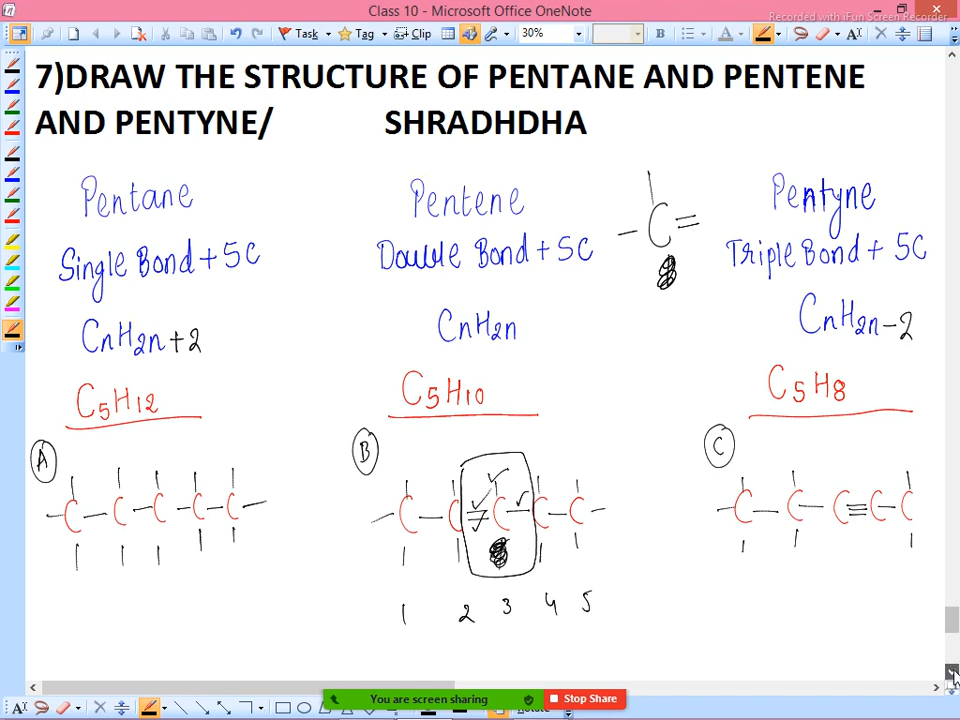 Class 10 - Microsoft Office OneNote
Recorded with iFun Screen Recorder
Task
Tag
Clip
30%
B
A
7)DRAW THE STRUCTURE OF PENTANE AND PENTENE
AND PENTYNE/ SHRADHDHA
Pentane
Pentene
Pentyne
Single Bond + 5C
Double Bond + 5C
Triple Bond + 5C
CnH2n+2
CnH2n
CnH2n-2
C5H12
C5H10
C5H8
A
B
C
C C C C C
C C C C C
C C C C C
1 2 3 4 5
You are screen sharing
Stop Share